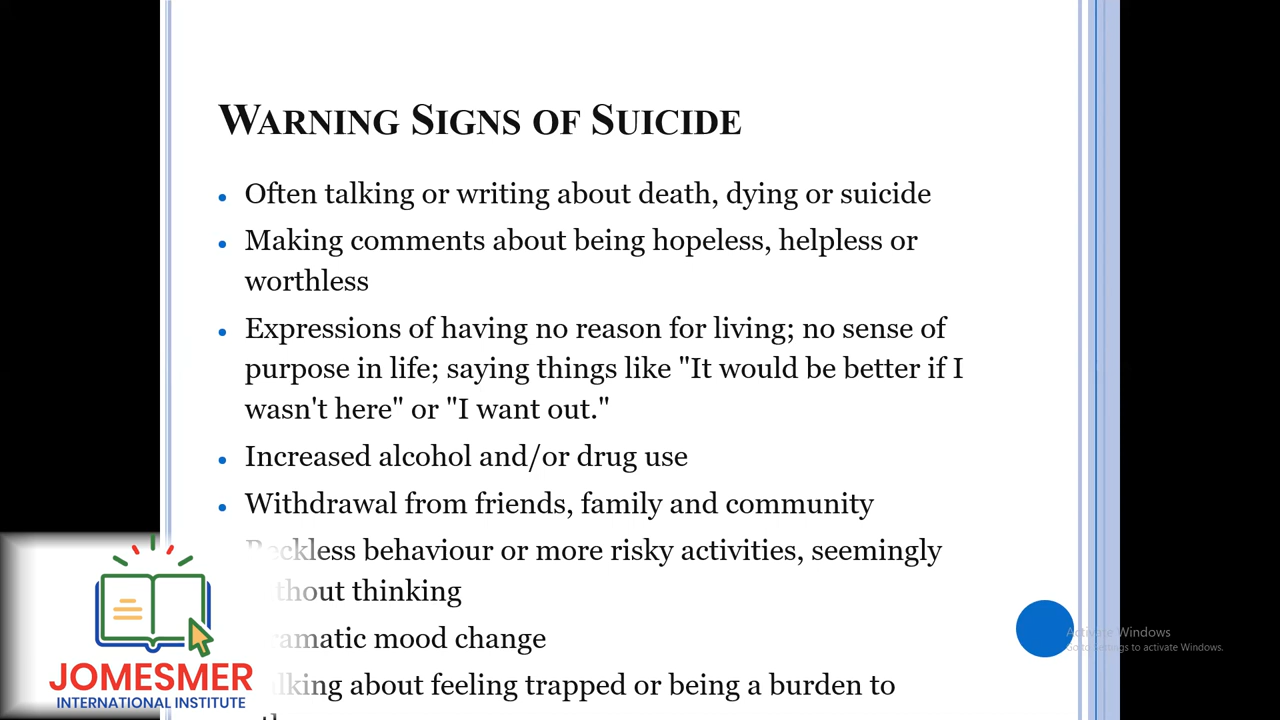 WARNING SIGNS OF SUICIDE
Often talking or writing about death, dying or suicide
Making comments about being hopeless, helpless or
worthless
Expressions of having no reason for living; no sense of
purpose in life; saying things like "It would be better if I
wasn't here" or "I want out."
Increased alcohol and/or drug use
Withdrawal from friends, family and community
Reckless behaviour or more risky activities, seemingly
thout thinking
ramatic mood change
lking about feeling trapped or being a burden to
Activate Windows
Go to Settings to activate Windows.
JOMESMER
INTERNATIONAL INSTITUTE